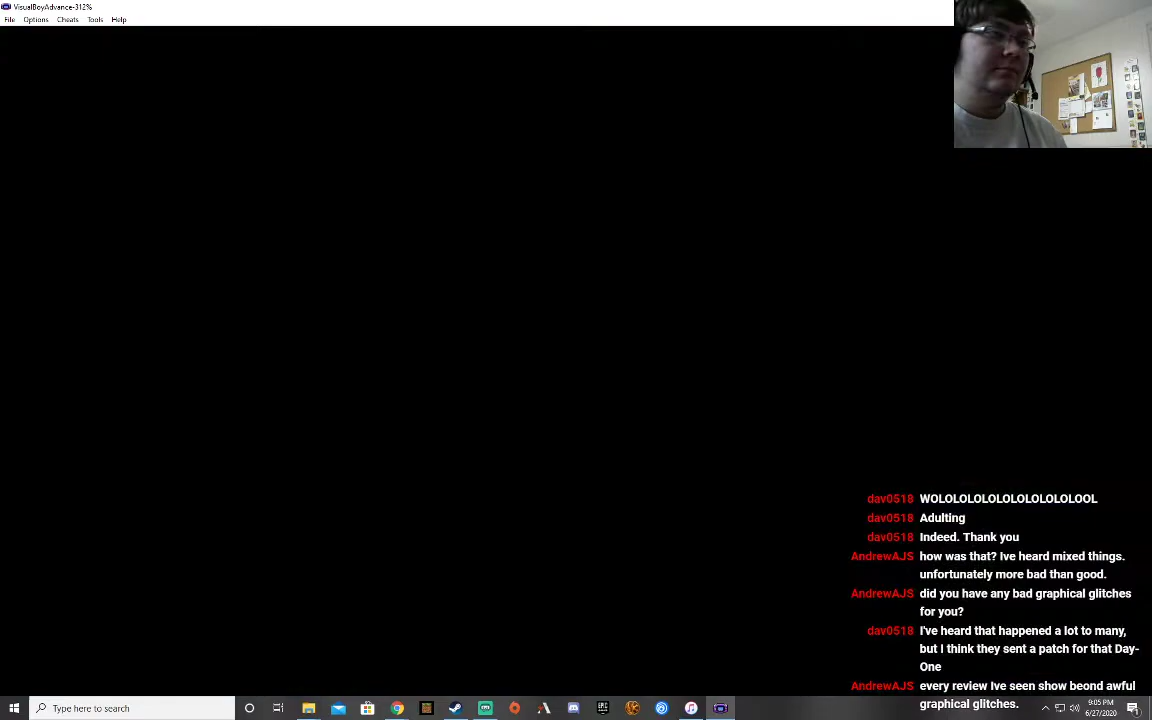 VisualBoyAdvance-312%
File Options Cheats Tools Help
dav0518 WOLOLOLOLOLOLOLOLOLOLOOL
dav0518 Adulting
dav0518 Indeed. Thank you
AndrewAJS how was that? Ive heard mixed things.
unfortunately more bad than good.
AndrewAJS did you have any bad graphical glitches
for you?
dav0518 I've heard that happened a lot to many,
but I think they sent a patch for that Day-
One
AndrewAJS every review Ive seen show beond awful
graphical glitches.
Type here to search
9:05 PM
6/27/2020